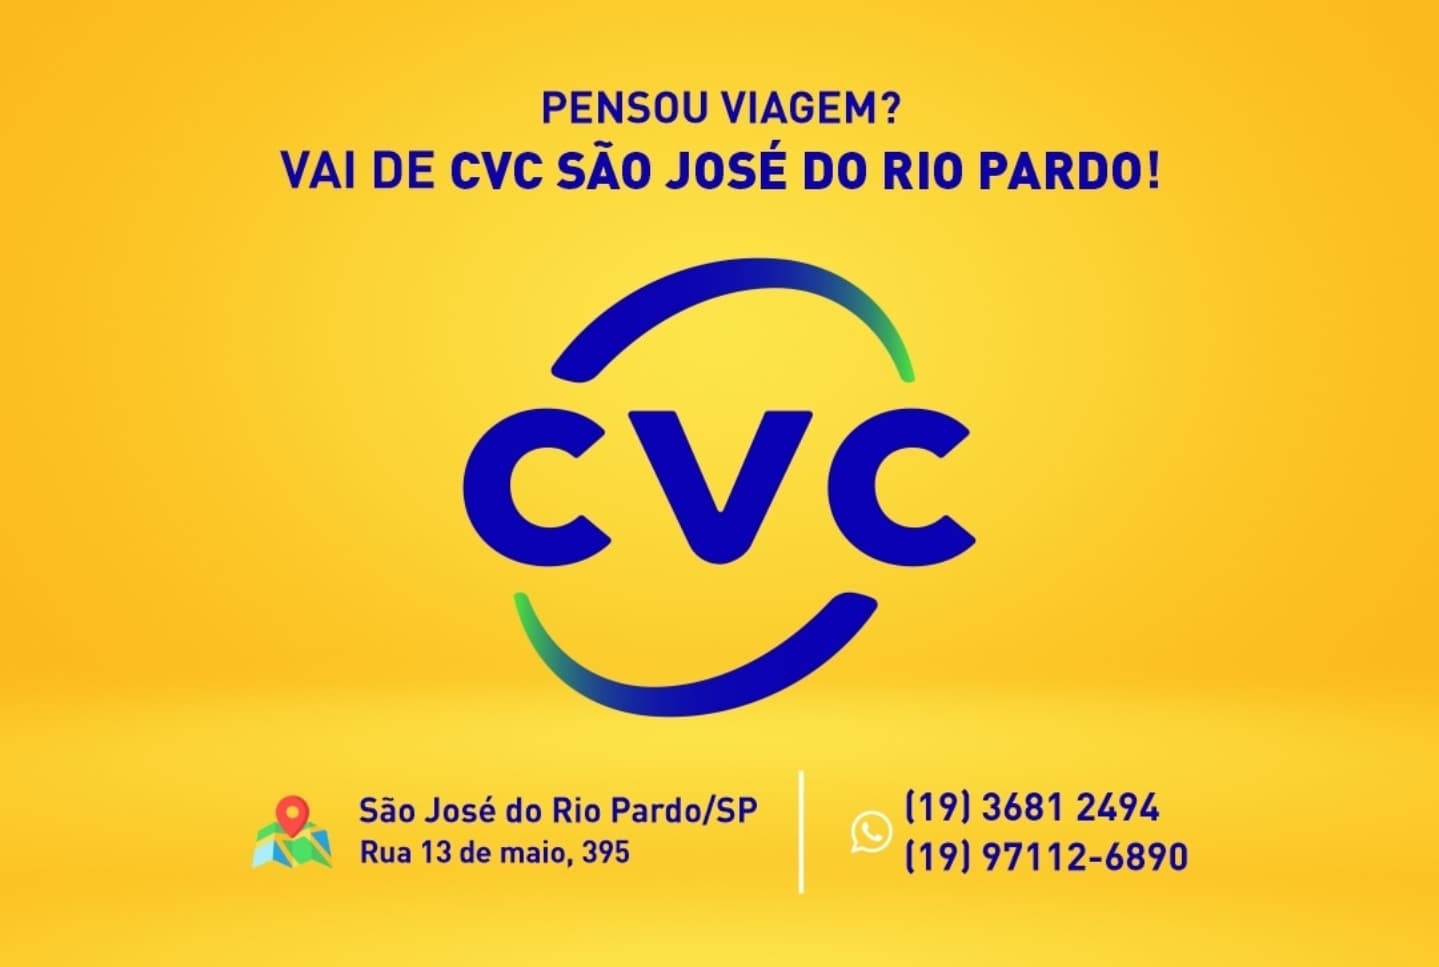 PENSOU VIAGEM?
VAI DE CVC SÃO JOSÉ DO RIO PARDO!
CVC
São José do Rio Pardo/SP
Rua 13 de maio, 395
(19) 3681 2494
(19) 97112-6890